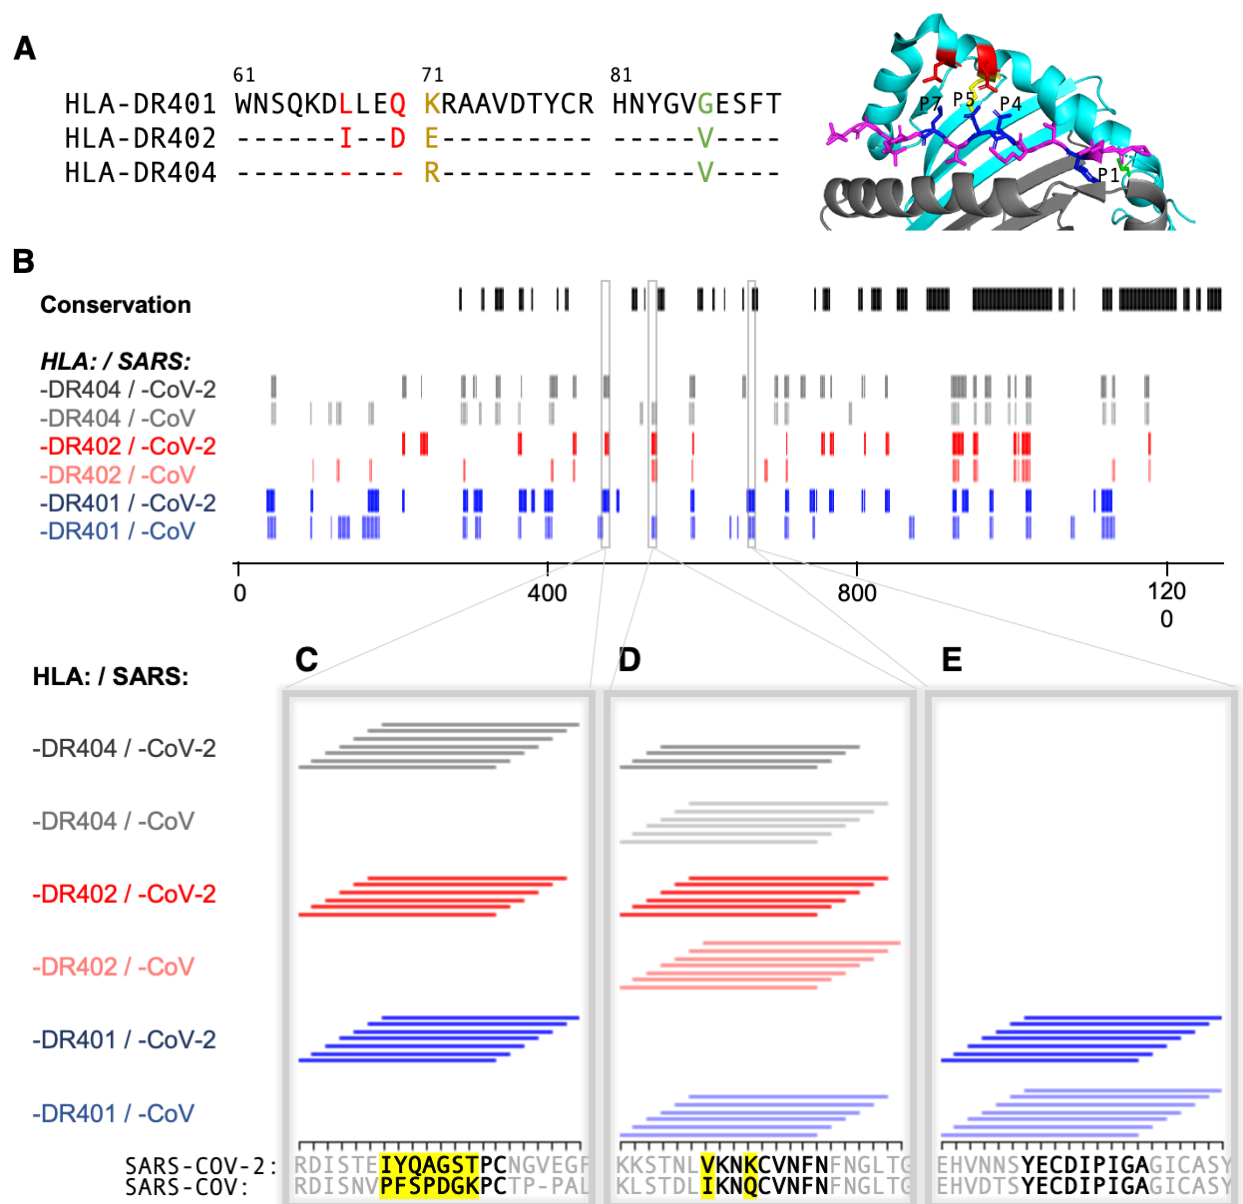 A
61 71 81
HLA-DR401 WNSQKDLLEQ KRAAVDTYCR HNYGVGESFT
HLA-DR402 ------I--D E--------- -----V----
HLA-DR404 ------ - -- - R--------- -----V----
P7 P5 P4
P1
B
Conservation
HLA: / SARS:
-DR404 / -CoV-2
-DR404 / -CoV
-DR402 / -CoV-2
-DR402 / -CoV
-DR401 / -CoV-2
-DR401 / -CoV
0 400 800 120
0
HLA: / SARS:
C D E
-DR404 / -CoV-2
-DR404 / -CoV
-DR402 / -CoV-2
-DR402 / -CoV
-DR401 / -CoV-2
-DR401 / -CoV
SARS-COV-2: RDISTEIYQAGSTPCNGVEGF KKSTNLVKNKCVNFNFNGLTG EHVNNSYECDIPIGAGICASY
SARS-COV: RDISNVPFSPDGKPCTP-PAL KLSTDLIKNQCVNFNFNGLTG EHVDTSYECDIPIGAGICASY